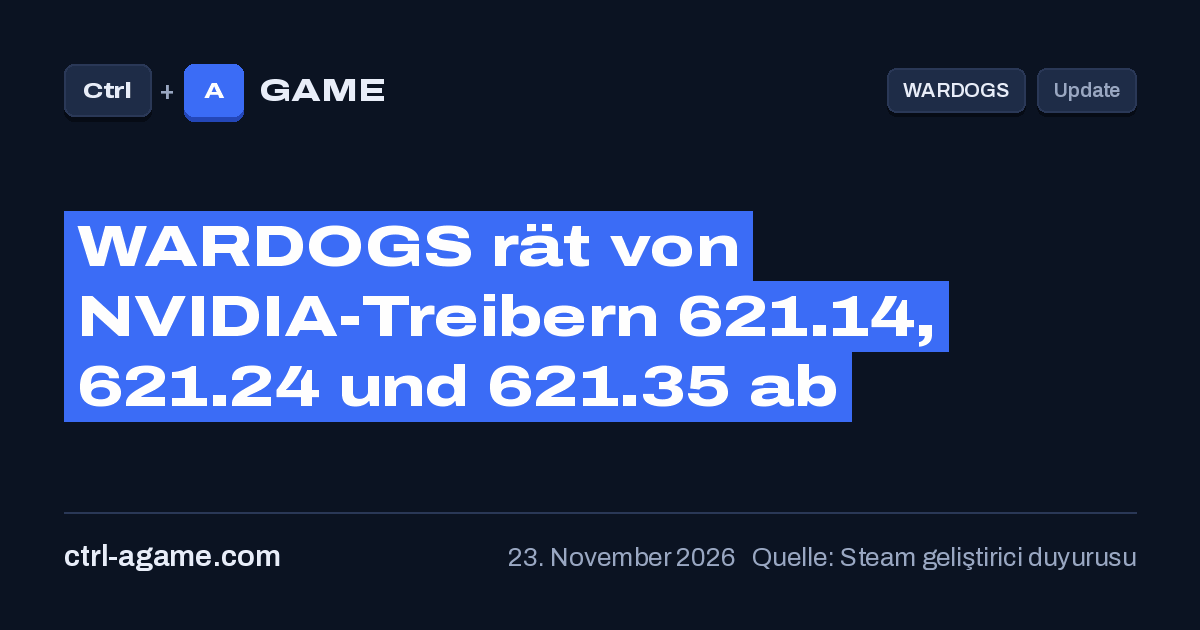 Ctrl + A GAME
WARDOGS Update
WARDOGS rät von
NVIDIA-Treibern 621.14,
621.24 und 621.35 ab
ctrl-agame.com
23. November 2026 Quelle: Steam geliştirici duyurusu